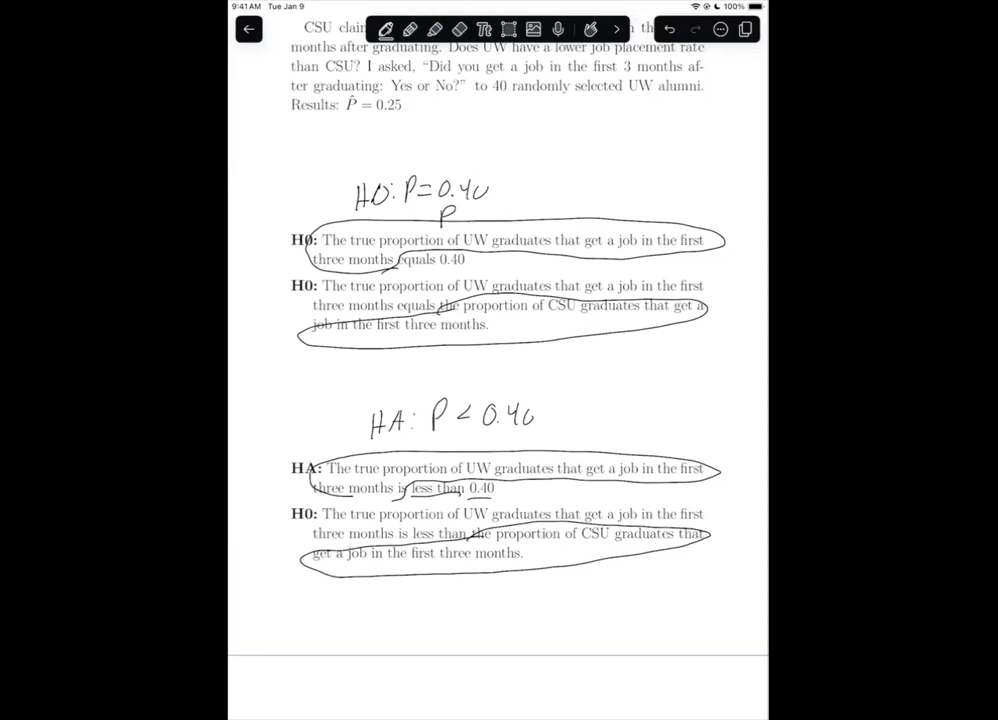 9:41 AM Tue Jan 9
100%
CSU clai
months after graduating. Does UW have a lower job placement rate
than CSU? I asked, “Did you get a job in the first 3 months af-
ter graduating: Yes or No?” to 40 randomly selected UW alumni.
Results: P̂ = 0.25
H0: P=0.40
P
H0: The true proportion of UW graduates that get a job in the first
three months equals 0.40
H0: The true proportion of UW graduates that get a job in the first
three months equals the proportion of CSU graduates that get a
job in the first three months.
HA: P < 0.40
HA: The true proportion of UW graduates that get a job in the first
three months is less than 0.40
H0: The true proportion of UW graduates that get a job in the first
three months is less than the proportion of CSU graduates that
get a job in the first three months.